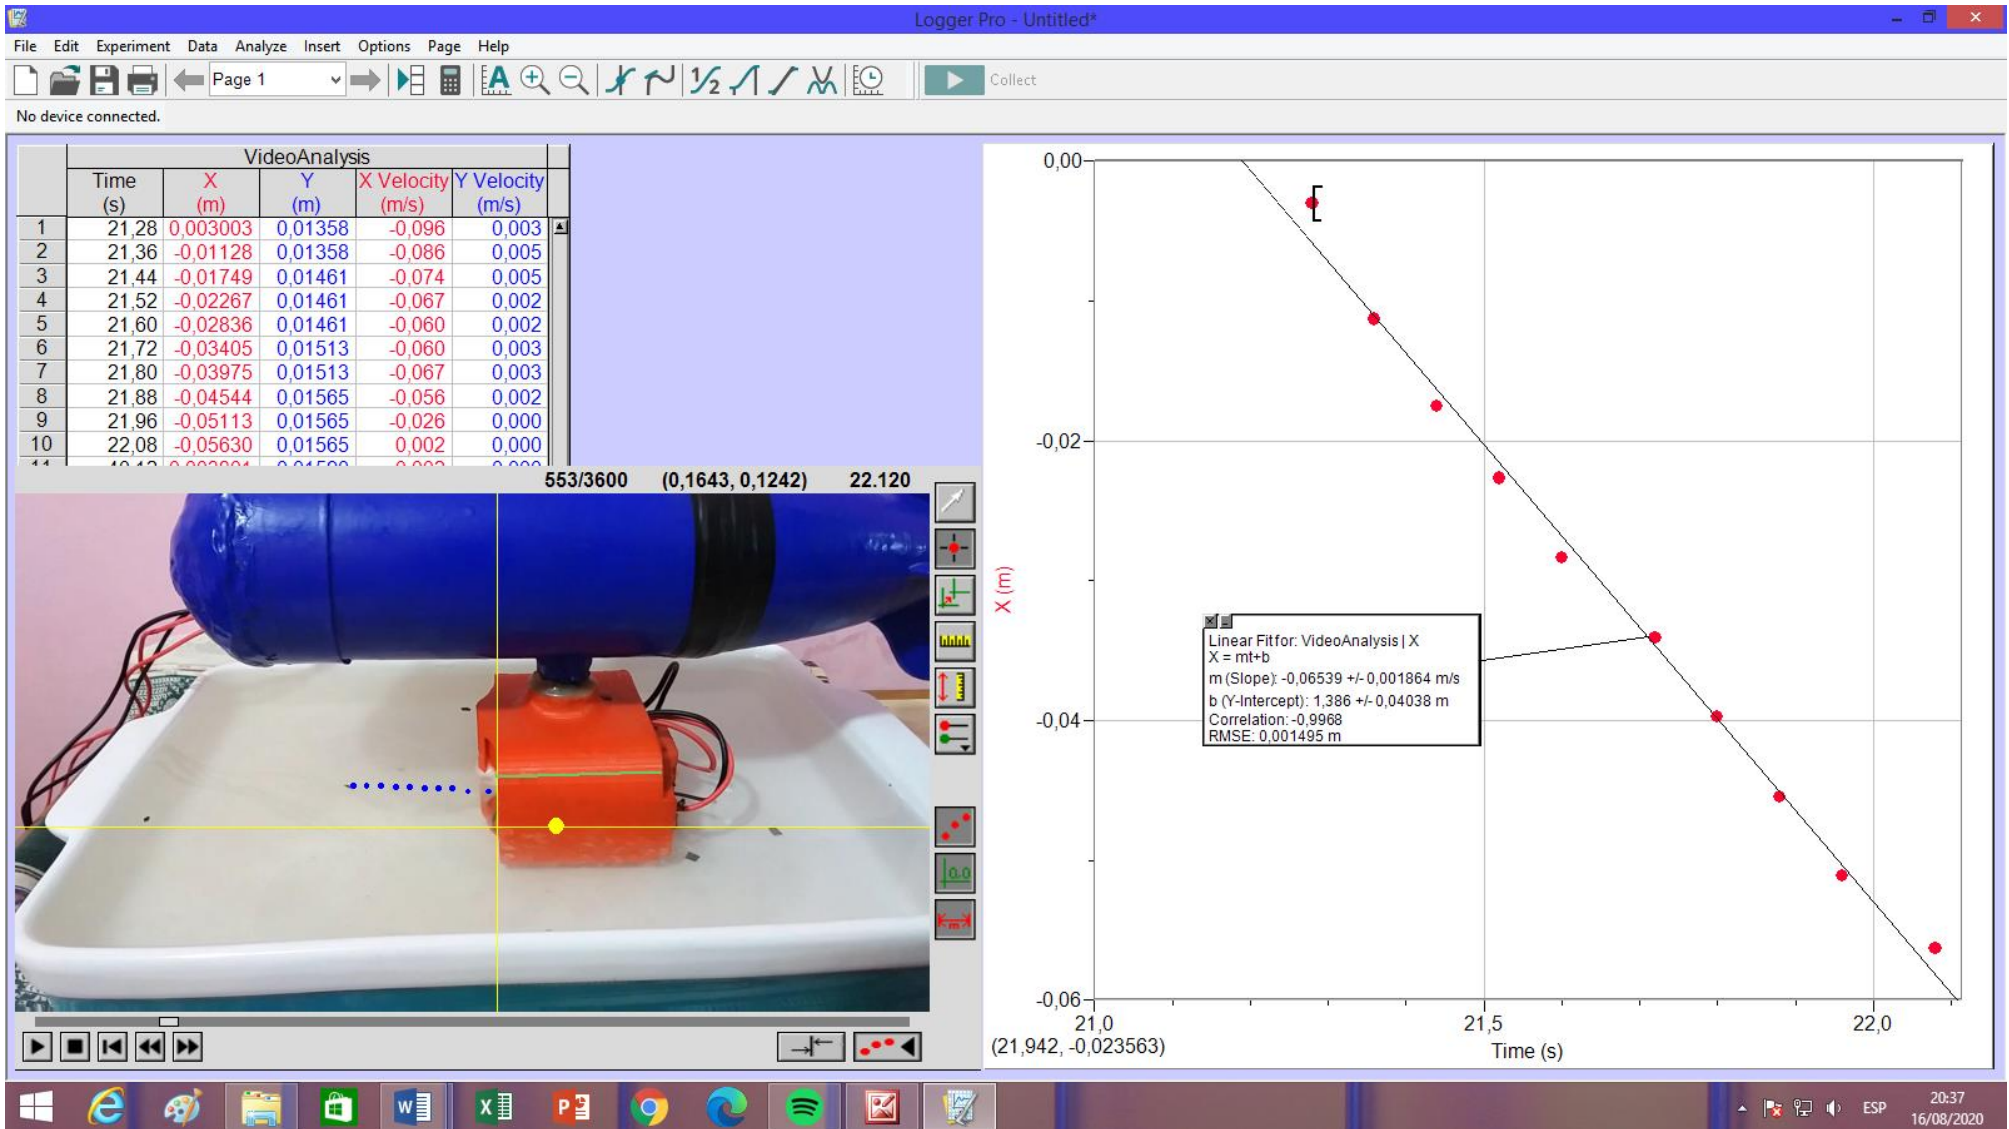 Logger Pro - Untitled*
File Edit Experiment Data Analyze Insert Options Page Help
Page 1
Collect
No device connected.
VideoAnalysis
Time X Y X Velocity Y Velocity
(s) (m) (m) (m/s) (m/s)
1 21,28 0,003003 0,01358 -0,096 0,003
2 21,36 -0,01128 0,01358 -0,086 0,005
3 21,44 -0,01749 0,01461 -0,074 0,005
4 21,52 -0,02267 0,01461 -0,067 0,002
5 21,60 -0,02836 0,01461 -0,060 0,002
6 21,72 -0,03405 0,01513 -0,060 0,003
7 21,80 -0,03975 0,01513 -0,067 0,003
8 21,88 -0,04544 0,01565 -0,056 0,002
9 21,96 -0,05113 0,01565 -0,026 0,000
10 22,08 -0,05630 0,01565 0,002 0,000
553/3600 (0,1643, 0,1242) 22.120
0,00
-0,02
-0,04
-0,06
X (m)
Linear Fit for: VideoAnalysis | X
X = mt+b
m (Slope): -0,06539 +/- 0,001864 m/s
b (Y-Intercept): 1,386 +/- 0,04038 m
Correlation: -0,9968
RMSE: 0,001495 m
21,0 21,5 22,0
(21,942, -0,023563)
Time (s)
ESP
20:37
16/08/2020